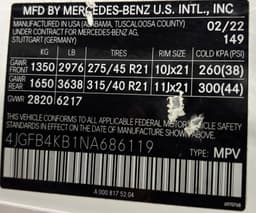 MFD BY MERCEDES-BENZ U.S. INTL., INC
MANUFACTURED IN USA (ALABAMA, TUSCALOOSA COUNTY) 02/22
UNDER CONTRACT FOR MERCEDES-BENZ AG, 149
STUTTGART (GERMANY)
KG LB TIRES RIM SIZE COLD KPA (PSI)
GAWR FRONT 1350 2976 275/45 R21 10Jx21 260(38)
GAWR REAR 1650 3638 315/40 R21 11Jx21 300(44)
GVWR 2820 6217
THIS VEHICLE CONFORMS TO ALL APPLICABLE U.S. FEDERAL MOTOR
VEHICLE SAFETY STANDARDS IN EFFECT ON THE DATE OF MANUFACTURE SHOWN ABOVE.
4JGFB4KB1NA686119 TYPE: MPV
A 000 817 52 04